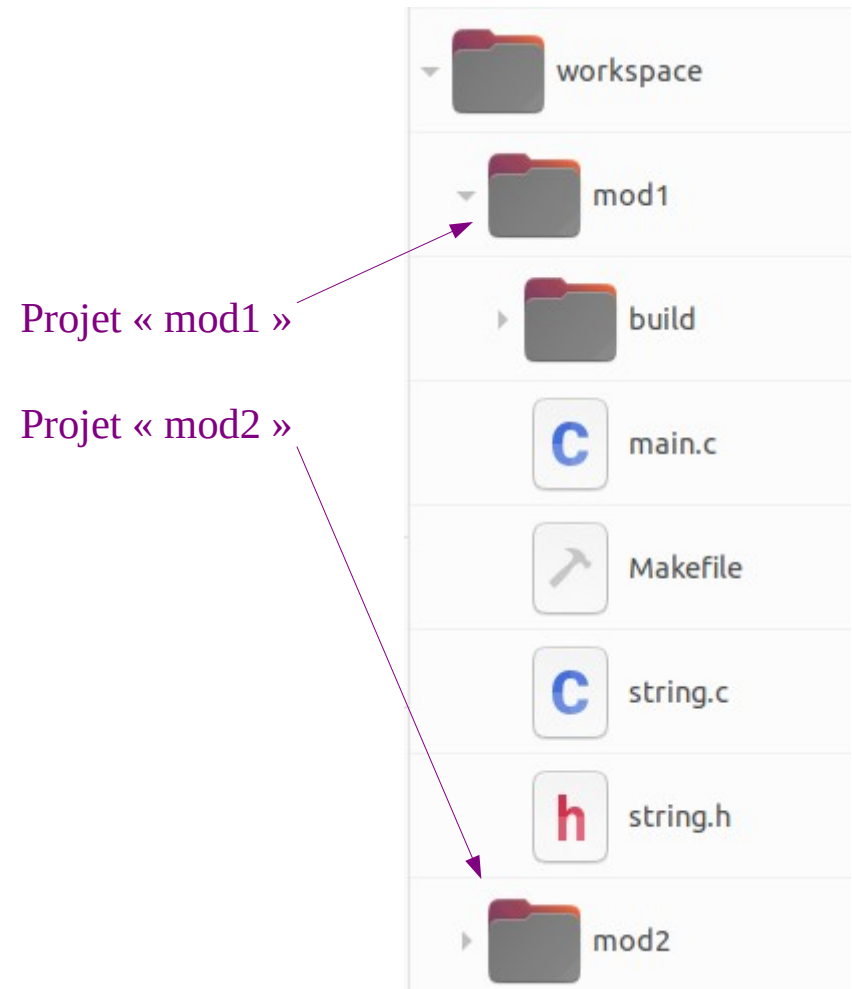 workspace
mod1
Projet « mod1 »
build
Projet « mod2 »
main.c
Makefile
string.c
string.h
mod2